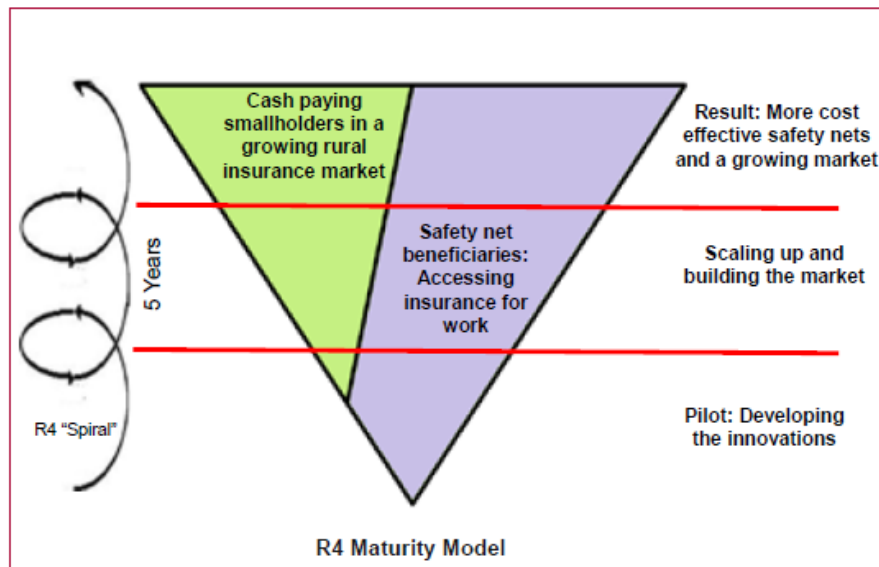 Cash paying
smallholders in a
growing rural
insurance market
Result: More cost
effective safety nets
and a growing market
Safety net
beneficiaries:
Accessing
insurance for
work
Scaling up and
building the market
5 Years
R4 "Spiral"
Pilot: Developing
the innovations
R4 Maturity Model